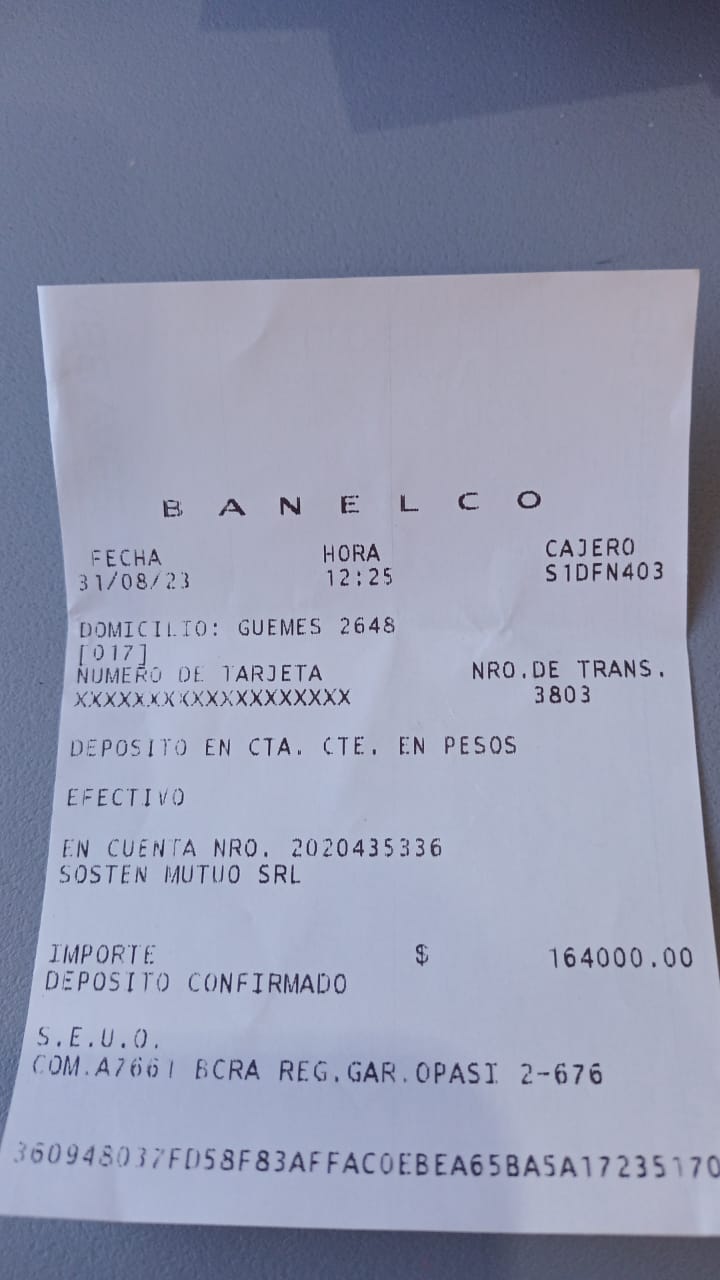 B A N E L C O
FECHA HORA CAJERO
31/08/23 12:25 S1DFN403
DOMICILIO: GUEMES 2648
[017]
NUMERO DE TARJETA NRO.DE TRANS.
XXXXXXXXXXXXXXXXXXX 3803
DEPOSITO EN CTA. CTE. EN PESOS
EFECTIVO
EN CUENTA NRO. 2020435336
SOSTEN MUTUO SRL
IMPORTE $ 164000.00
DEPOSITO CONFIRMADO
S.E.U.O.
COM.A7661 BCRA REG.GAR.OPASI 2-676
360948037FD58F83AFFAC0EBEA65BA5A17235170